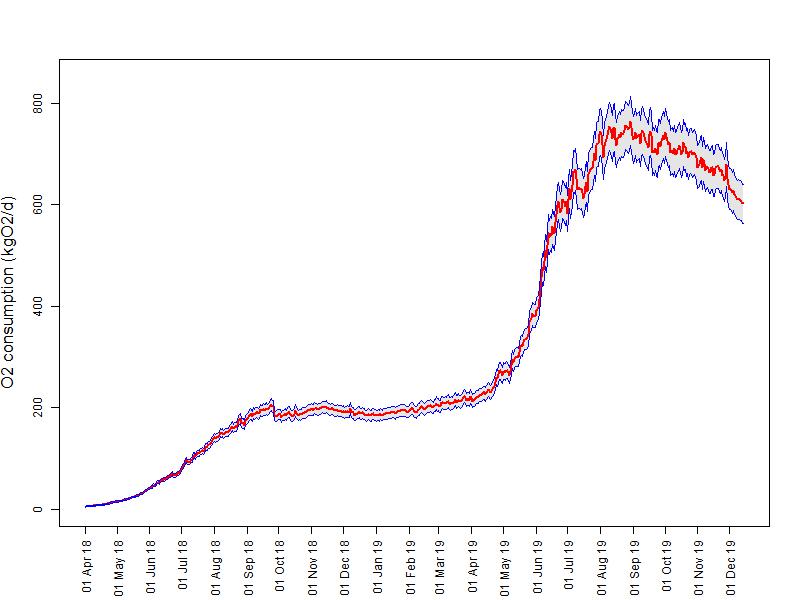 O2 consumption (kgO2/d)
800
600
400
200
0
01 Apr 18
01 May 18
01 Jun 18
01 Jul 18
01 Aug 18
01 Sep 18
01 Oct 18
01 Nov 18
01 Dec 18
01 Jan 19
01 Feb 19
01 Mar 19
01 Apr 19
01 May 19
01 Jun 19
01 Jul 19
01 Aug 19
01 Sep 19
01 Oct 19
01 Nov 19
01 Dec 19